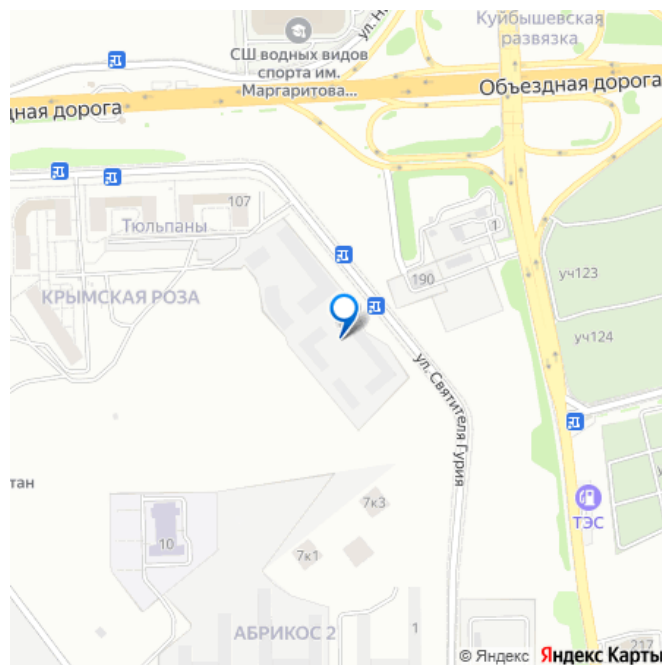 Куйбышевская
развязка
ул. Н
СШ водных видов
спорта им.
Маргаритова...
Объездная дорога
дная дорога
107
Тюльпаны
1
190
уч123
КРЫМСКАЯ РОЗА
уч124
ул. Святителя Гурия
тан
7к3
ТЭС
10
7к1
АБРИКОС 2
1
217
© Яндекс Яндекс Карты